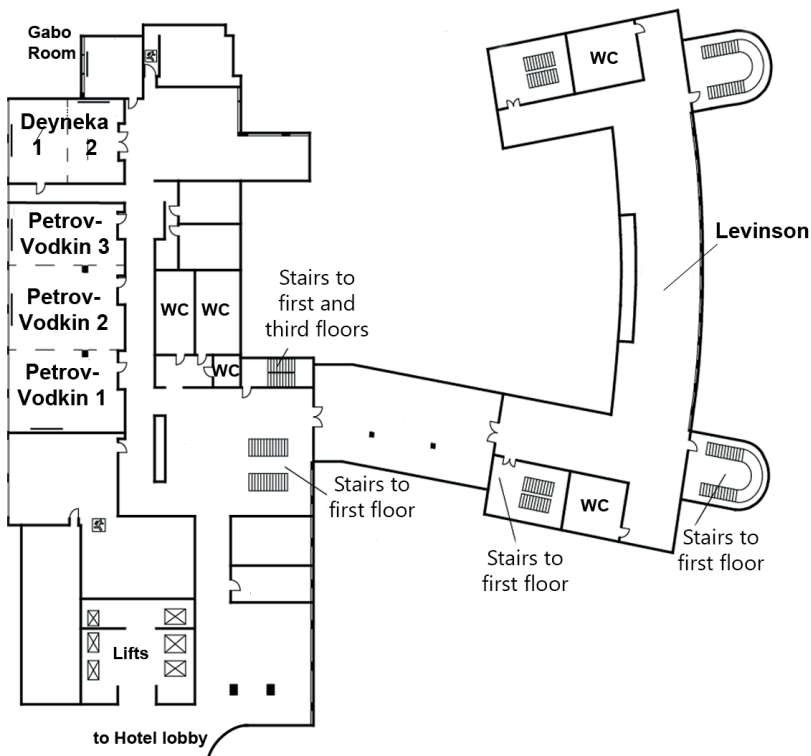 Gabo
Room
WC
Deyneka
1 2
Petrov-
Vodkin 3
Levinson
Petrov-
Vodkin 2
Stairs to
first and
third floors
WC WC
Petrov-
Vodkin 1
WC
Stairs to
first floor
WC
Stairs to
first floor
Stairs to
first floor
Lifts
to Hotel lobby